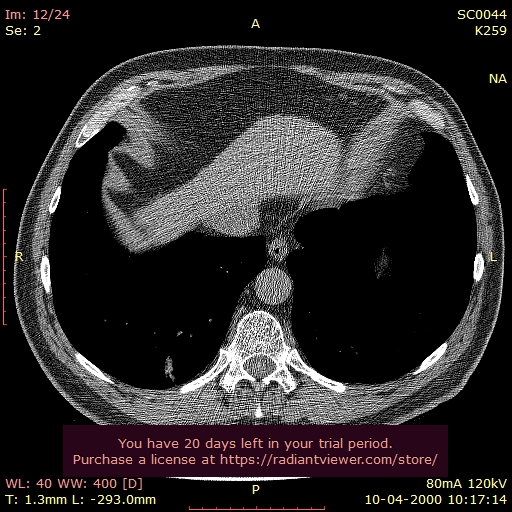 Im: 12/24
Se: 2
A
SC0044
K259
NA
R
L
You have 20 days left in your trial period.
Purchase a license at https://radiantviewer.com/store/
WL: 40 WW: 400 [D]
T: 1.3mm L: -293.0mm
P
80mA 120kV
10-04-2000 10:17:14